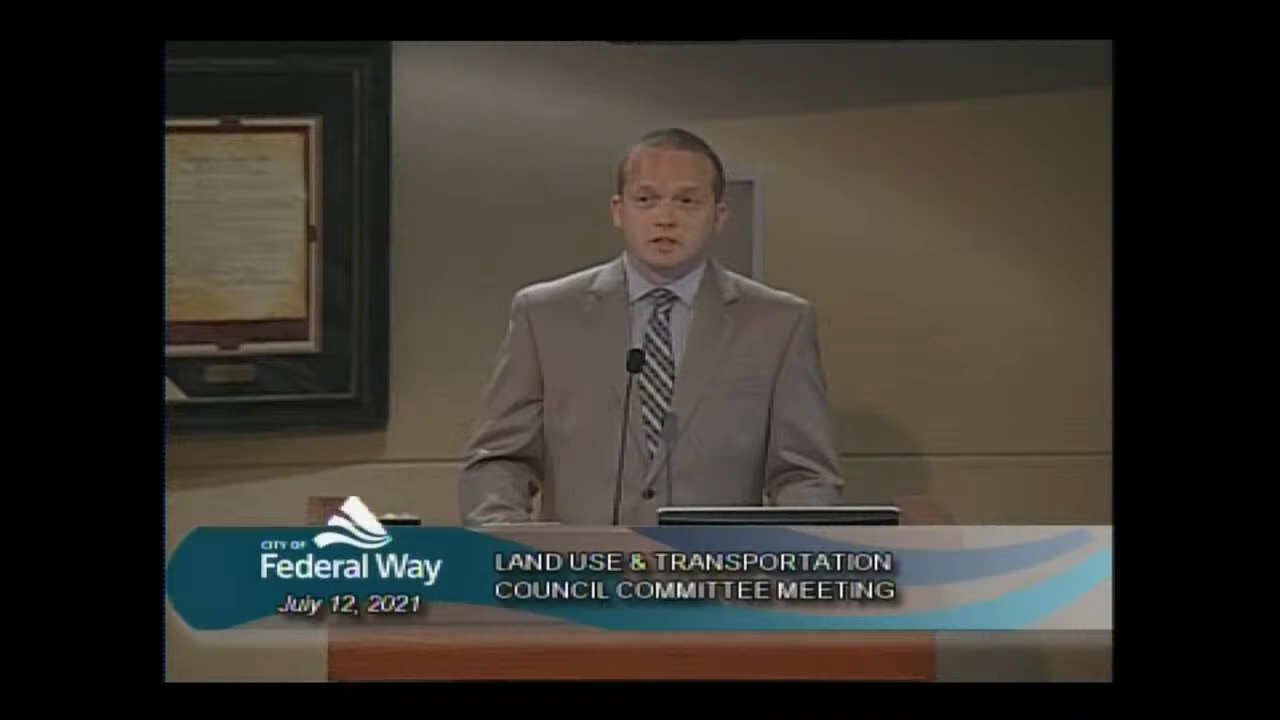 CITY OF
Federal Way
July 12, 2021
LAND USE & TRANSPORTATION
COUNCIL COMMITTEE MEETING